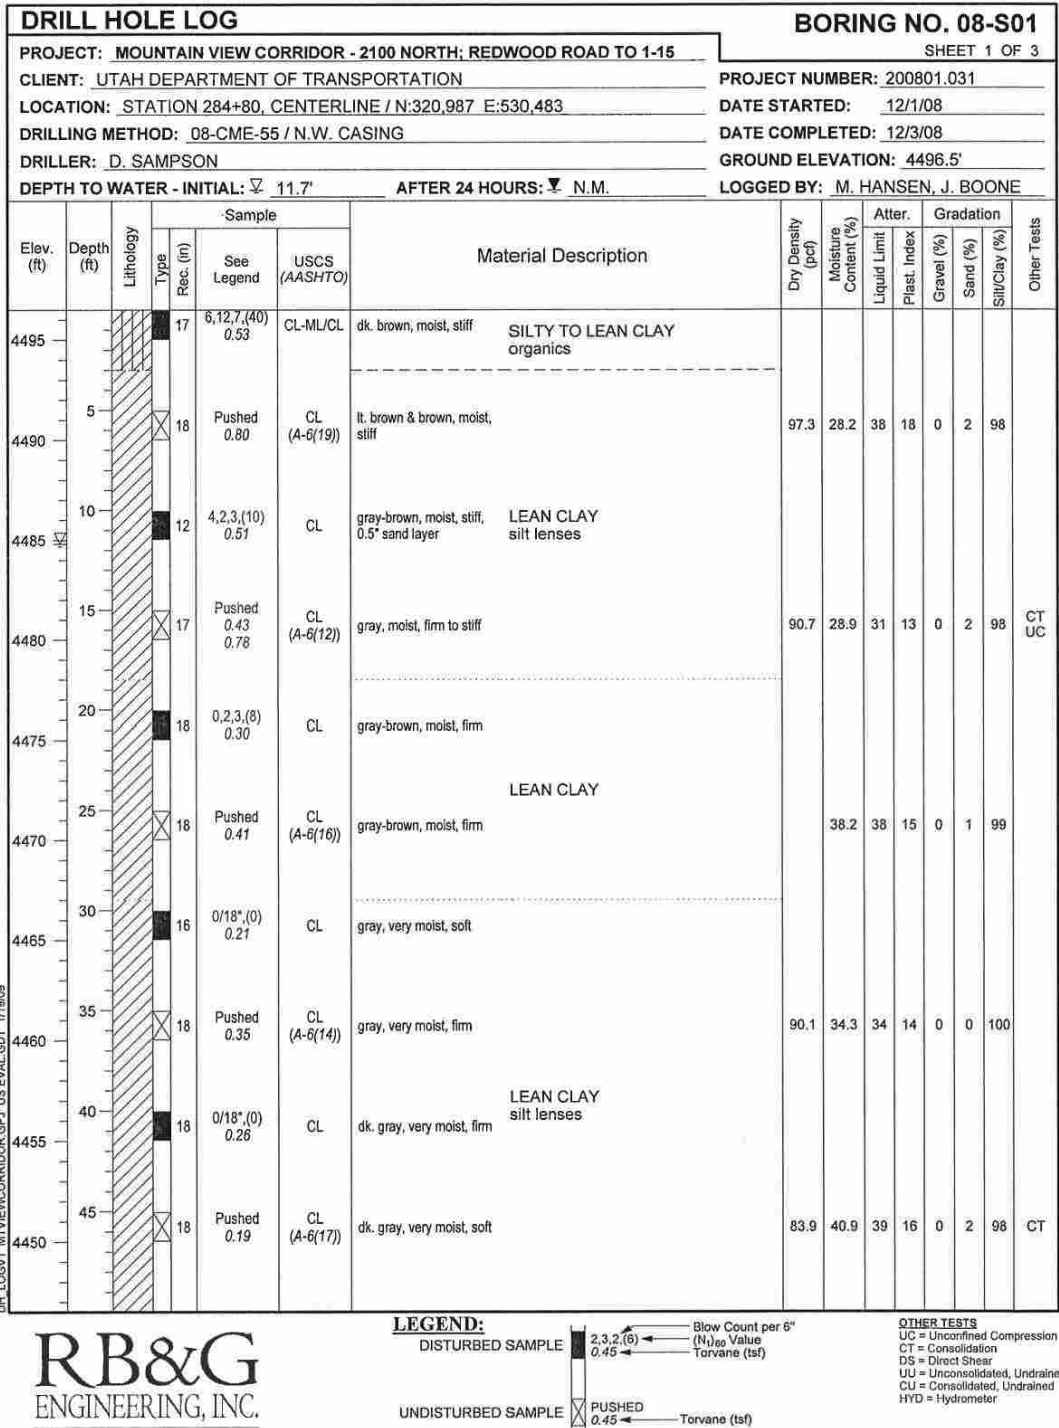 DRILL HOLE LOG
BORING NO. 08-S01
PROJECT: MOUNTAIN VIEW CORRIDOR - 2100 NORTH; REDWOOD ROAD TO 1-15
SHEET 1 OF 3
CLIENT: UTAH DEPARTMENT OF TRANSPORTATION
PROJECT NUMBER: 200801.031
LOCATION: STATION 284+80, CENTERLINE / N:320,987 E:530,483
DATE STARTED: 12/1/08
DRILLING METHOD: 08-CME-55 / N.W. CASING
DATE COMPLETED: 12/3/08
DRILLER: D. SAMPSON
GROUND ELEVATION: 4496.5'
DEPTH TO WATER - INITIAL: 11.7' AFTER 24 HOURS: N.M.
LOGGED BY: M. HANSEN, J. BOONE
Elev. (ft)
Depth (ft)
Lithology
Sample
Type
Rec. (in)
See Legend
USCS (AASHTO)
Material Description
Dry Density (pcf)
Moisture Content (%)
Atter.
Liquid Limit
Plast. Index
Gradation
Gravel (%)
Sand (%)
Silt/Clay (%)
Other Tests
17 6,12,7,(40) CL-ML/CL dk. brown, moist, stiff SILTY TO LEAN CLAY
4495 0.53 organics
5 18 Pushed CL lt. brown & brown, moist, 97.3 28.2 38 18 0 2 98
4490 0.80 (A-6(19)) stiff
10 12 4,2,3,(10) CL gray-brown, moist, stiff, LEAN CLAY
4485 0.51 0.5" sand layer silt lenses
15 17 Pushed CL gray, moist, firm to stiff 90.7 28.9 31 13 0 2 98 CT
0.43 (A-6(12)) UC
4480 0.78
20 18 0,2,3,(8) CL gray-brown, moist, firm
4475 0.30
LEAN CLAY
25 18 Pushed CL gray-brown, moist, firm 38.2 38 15 0 1 99
4470 0.41 (A-6(16))
30 16 0/18",(0) CL gray, very moist, soft
4465 0.21
35 18 Pushed CL gray, very moist, firm 90.1 34.3 34 14 0 0 100
4460 0.35 (A-6(14))
LEAN CLAY
silt lenses
40 18 0/18",(0) CL dk. gray, very moist, firm
4455 0.26
45 18 Pushed CL dk. gray, very moist, soft 83.9 40.9 39 16 0 2 98 CT
4450 0.19 (A-6(17))
RB&G
ENGINEERING, INC.
LEGEND:
DISTURBED SAMPLE
2,3,2,(6)
0.45
Blow Count per 6"
(N1)60 Value
Torvane (tsf)
UNDISTURBED SAMPLE
PUSHED
0.45 Torvane (tsf)
OTHER TESTS
UC = Unconfined Compression
CT = Consolidation
DS = Direct Shear
UU = Unconsolidated, Undraine
CU = Consolidated, Undrained
HYD = Hydrometer